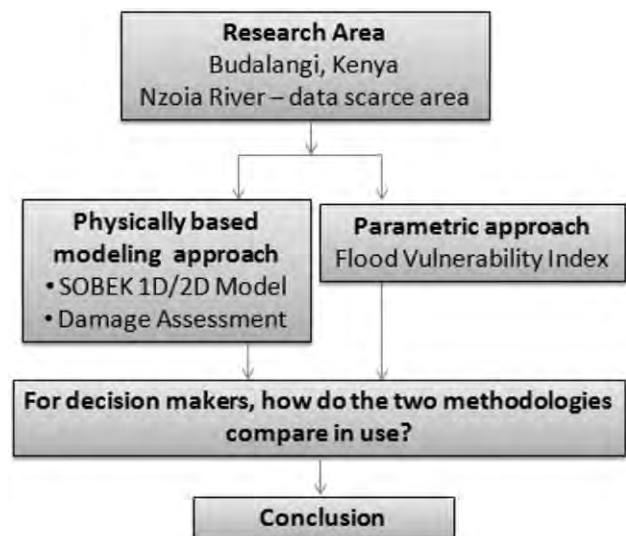 Research Area
Budalangi, Kenya
Nzoia River – data scarce area
Physically based
modeling approach
• SOBEK 1D/2D Model
• Damage Assessment
Parametric approach
Flood Vulnerability Index
For decision makers, how do the two methodologies
compare in use?
Conclusion